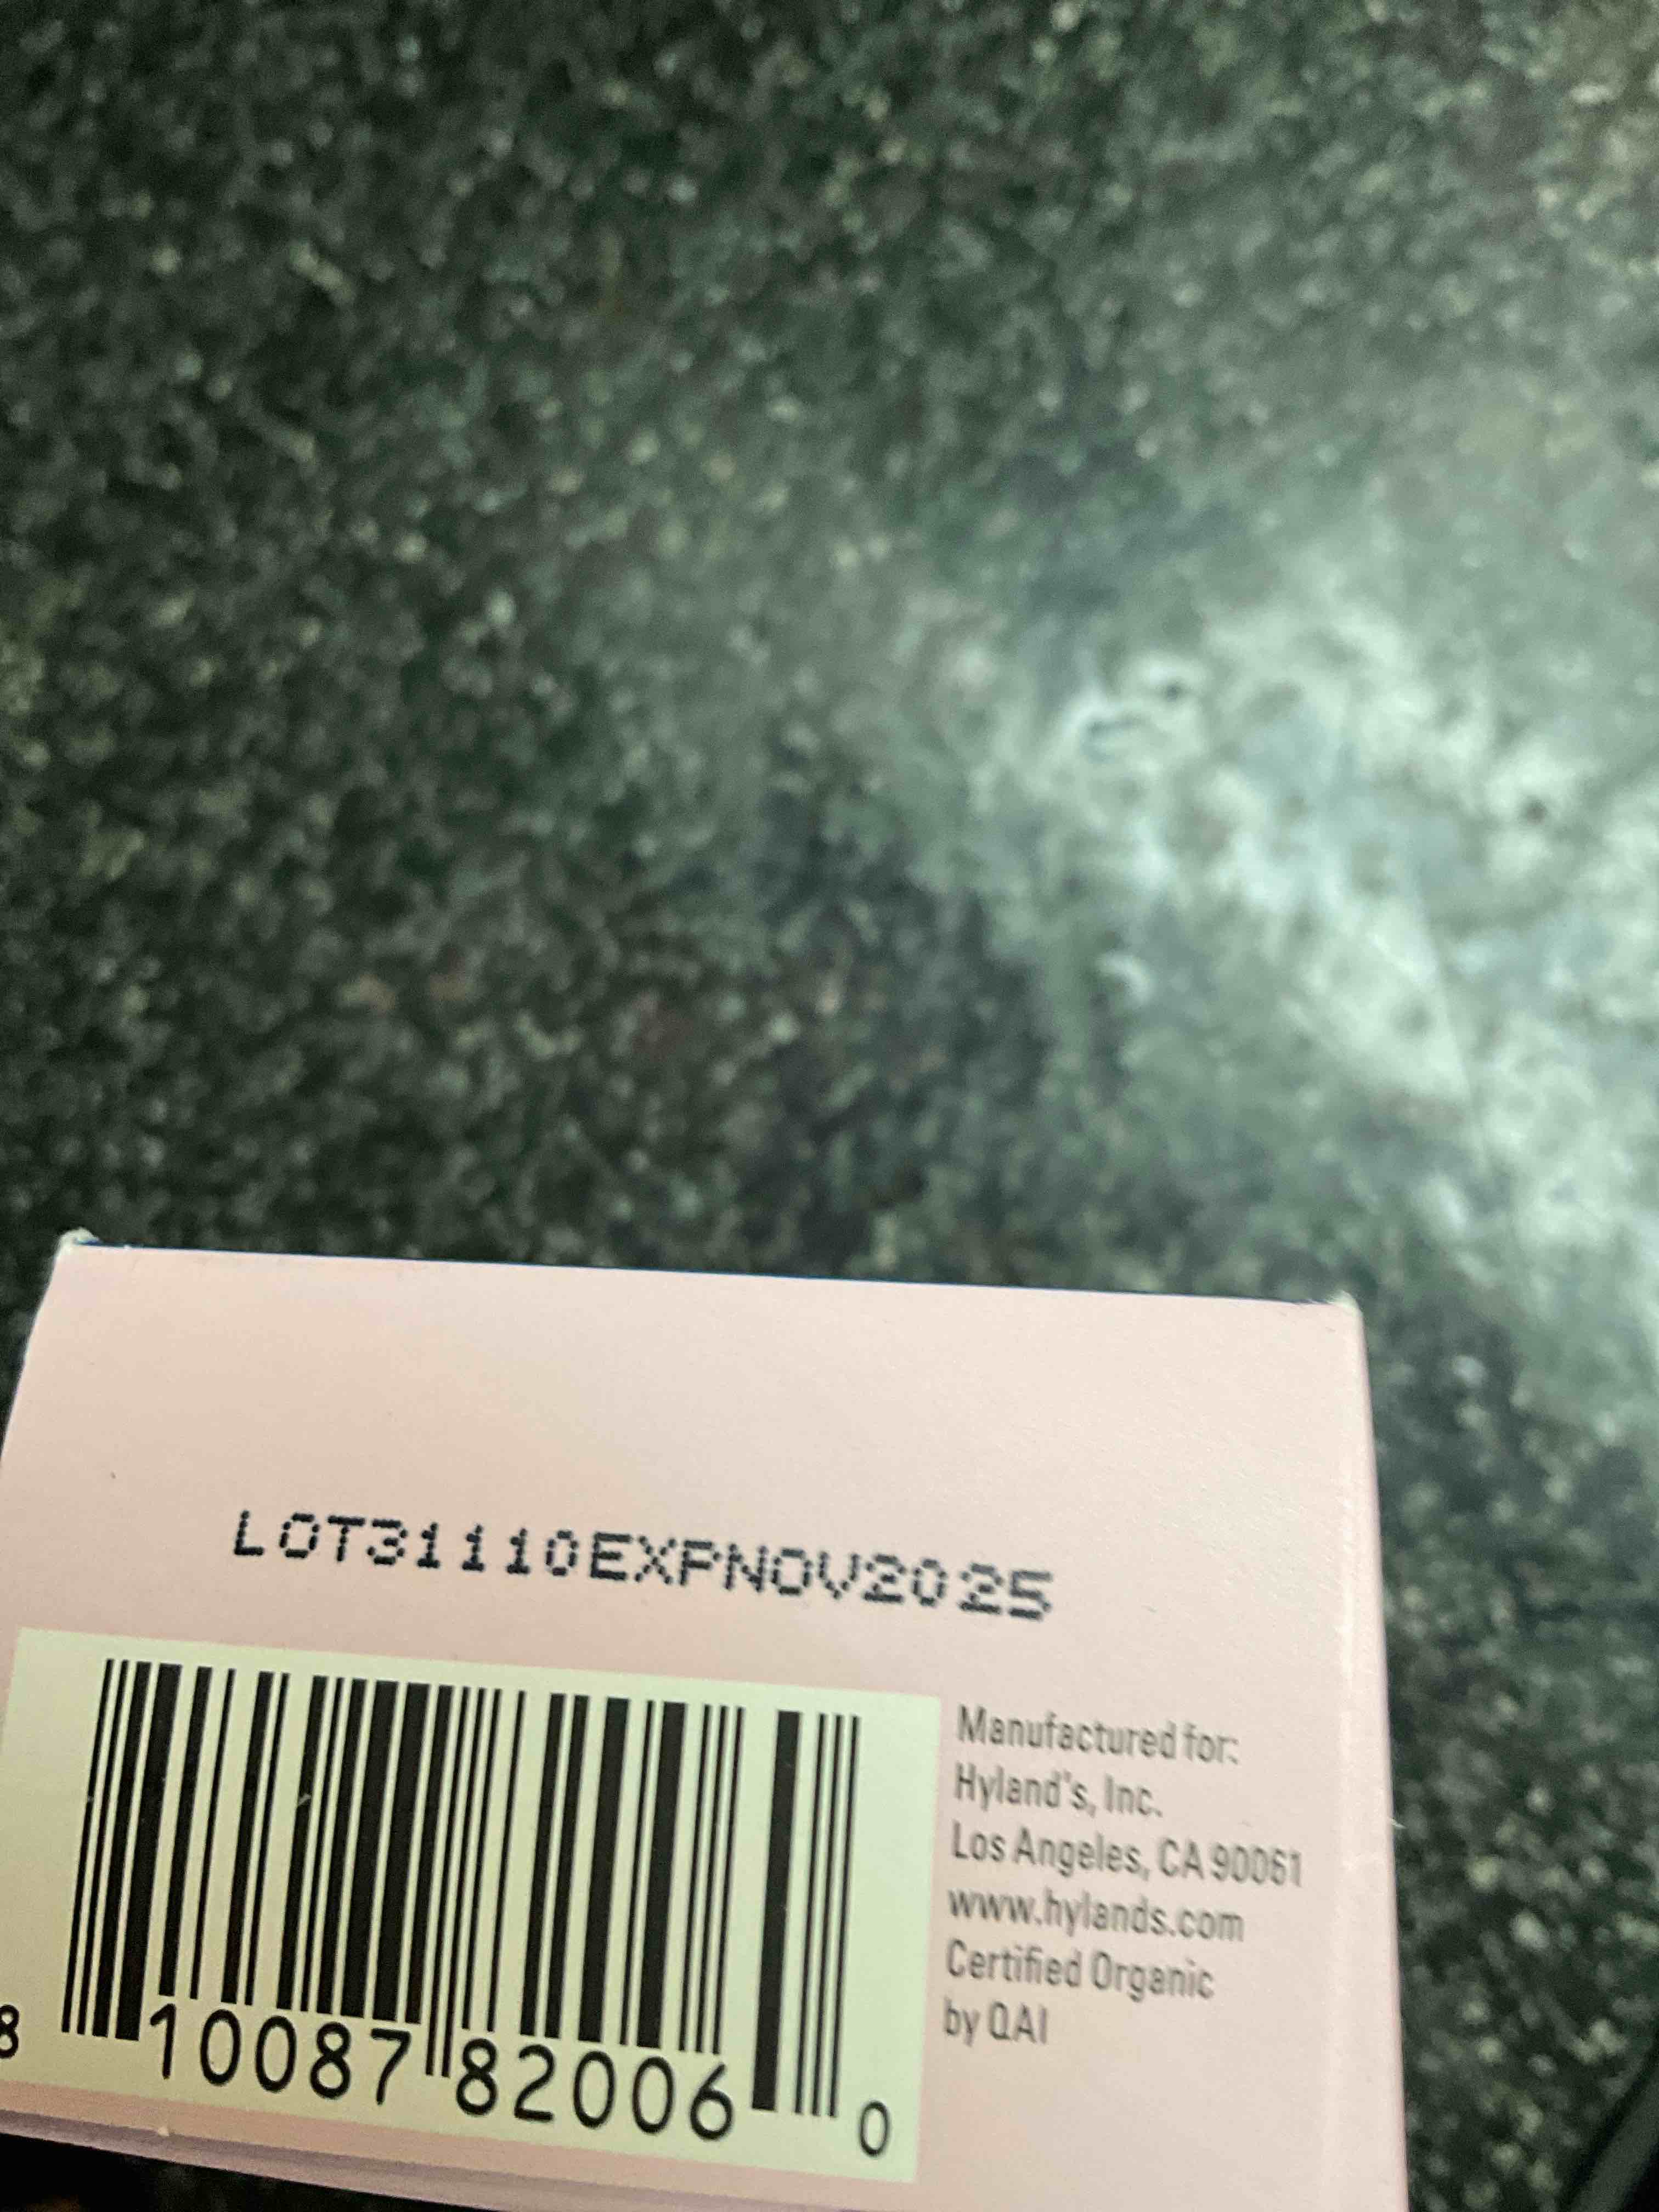 LOT31110EXPNOV2025
8 10087 82006 0
Manufactured for:
Hyland's, Inc.
Los Angeles, CA 90061
www.hylands.com
Certified Organic
by QAI